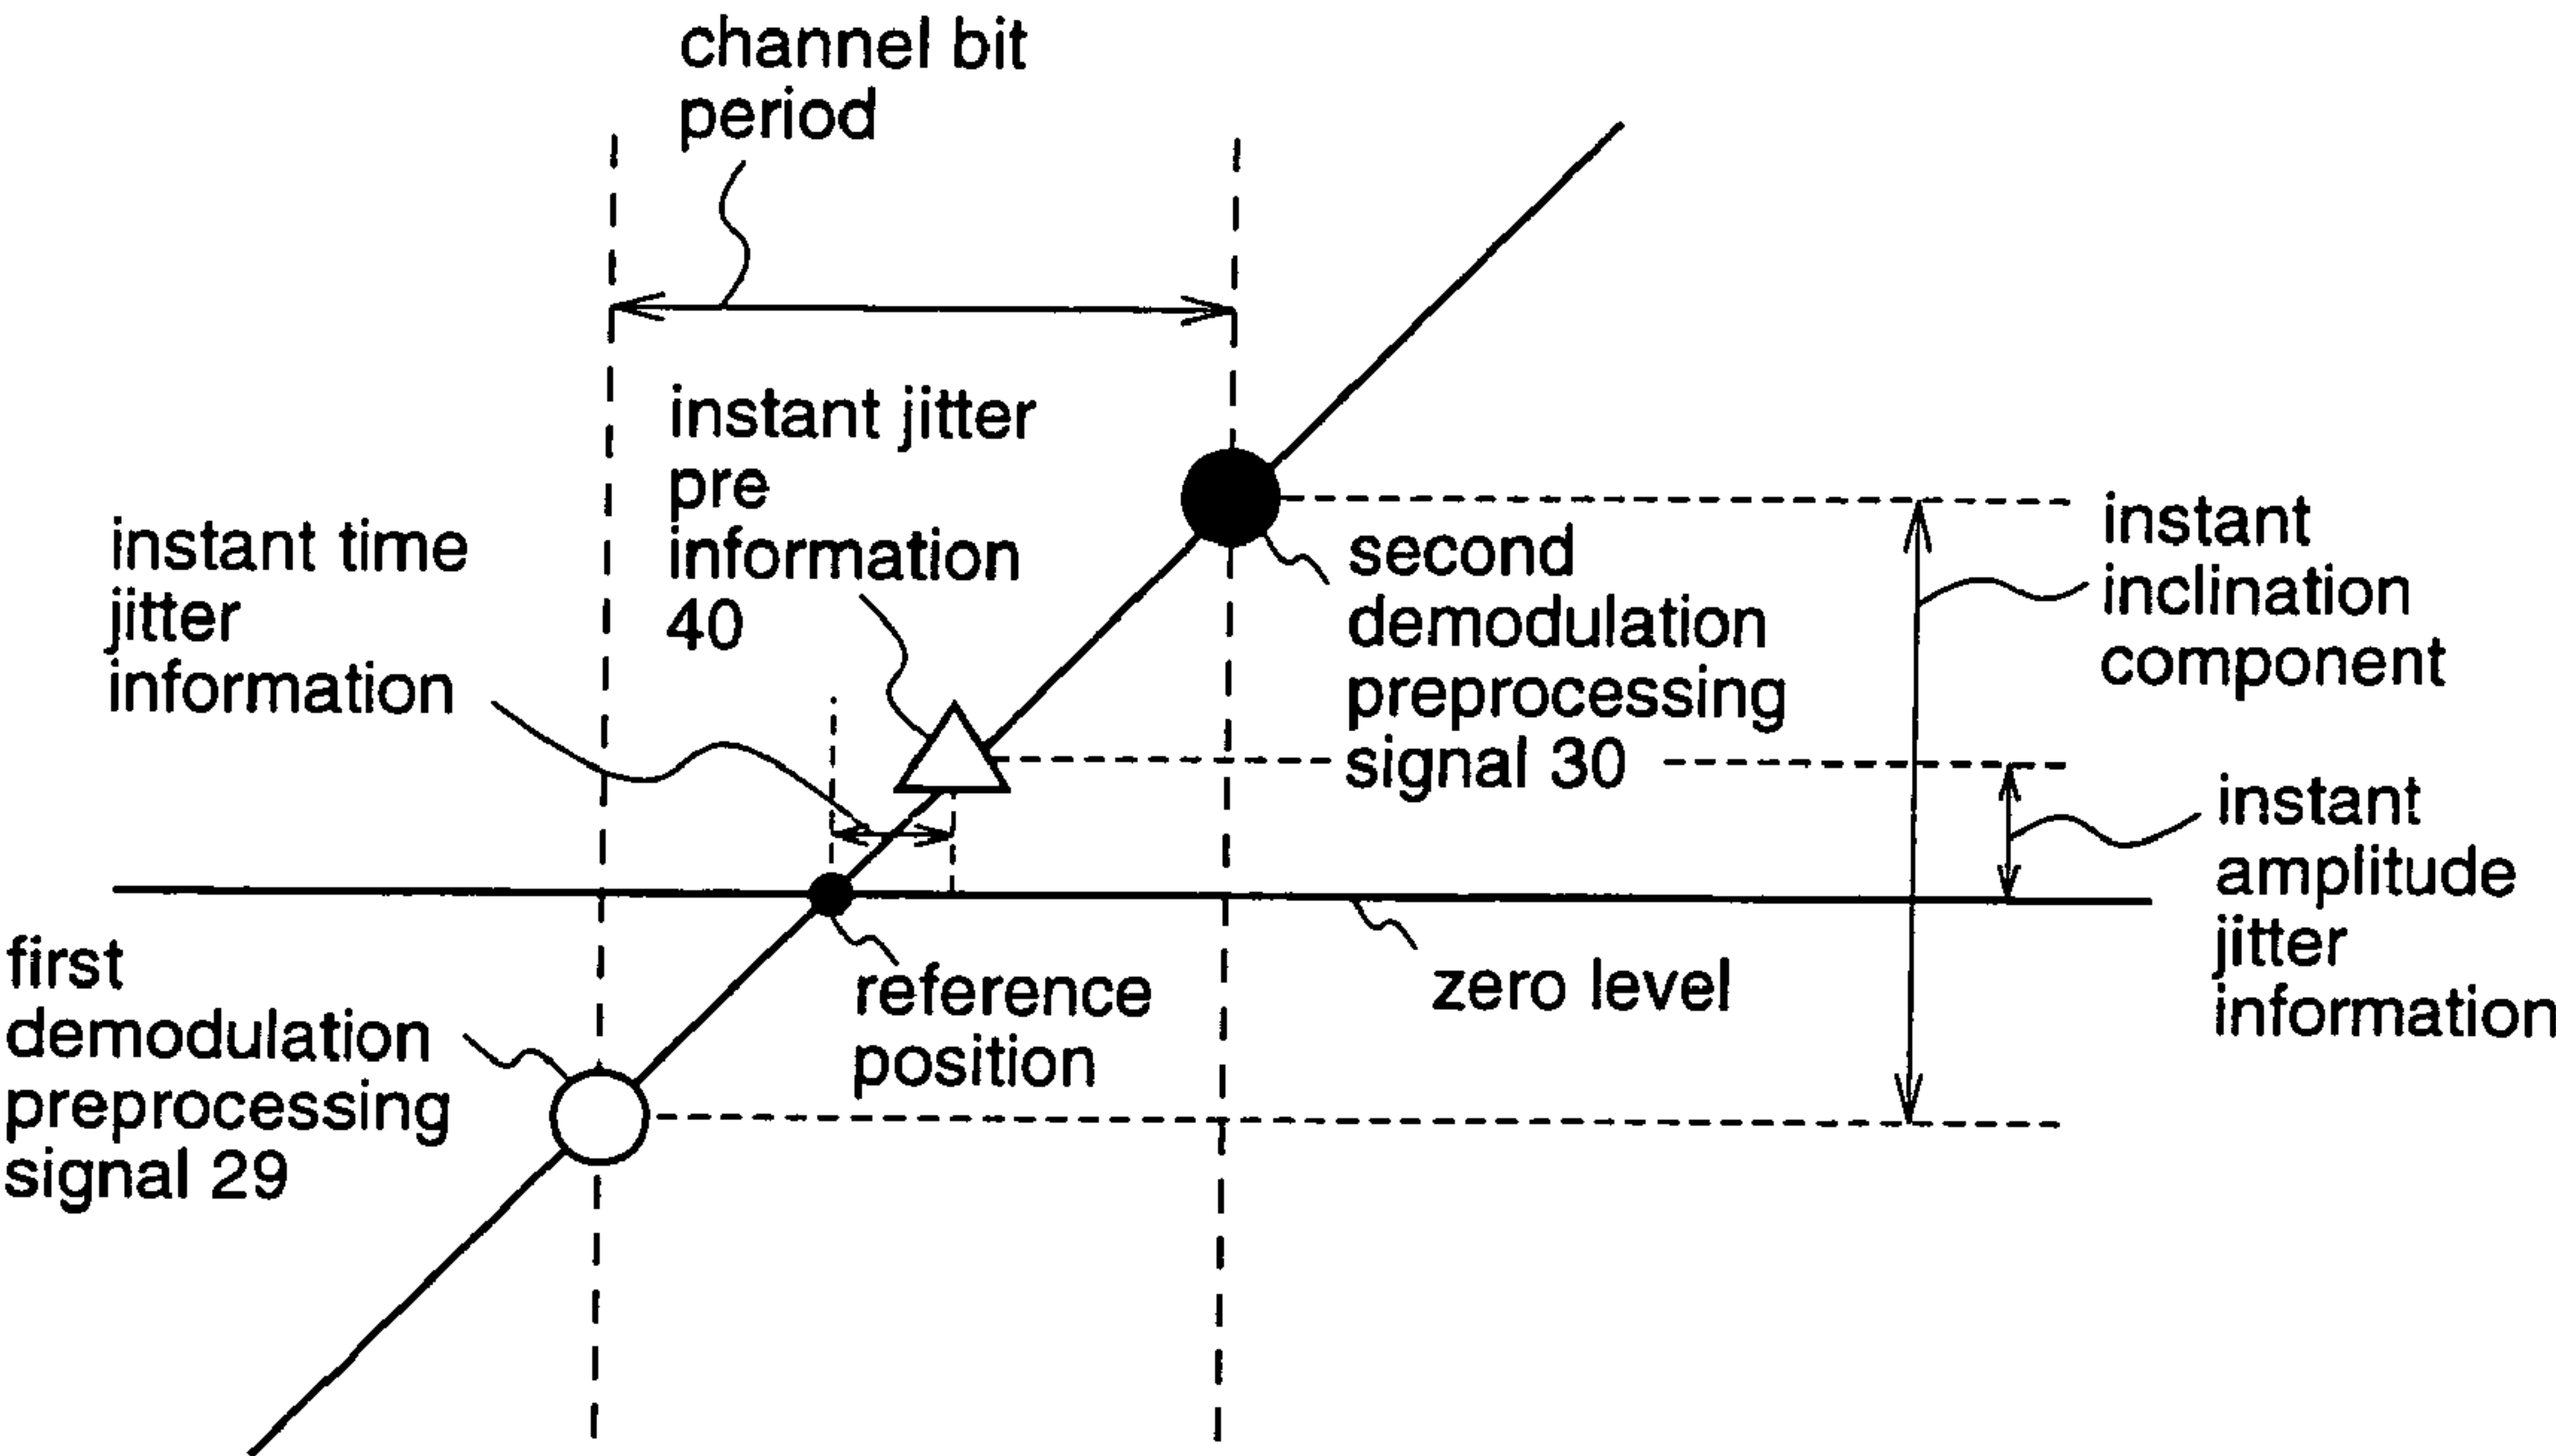 channel bit
period
instant jitter
pre
information
40
instant time
jitter
information
second
demodulation
preprocessing
signal 30
instant
inclination
component
instant
amplitude
jitter
information
first
demodulation
preprocessing
signal 29
reference
position
zero level